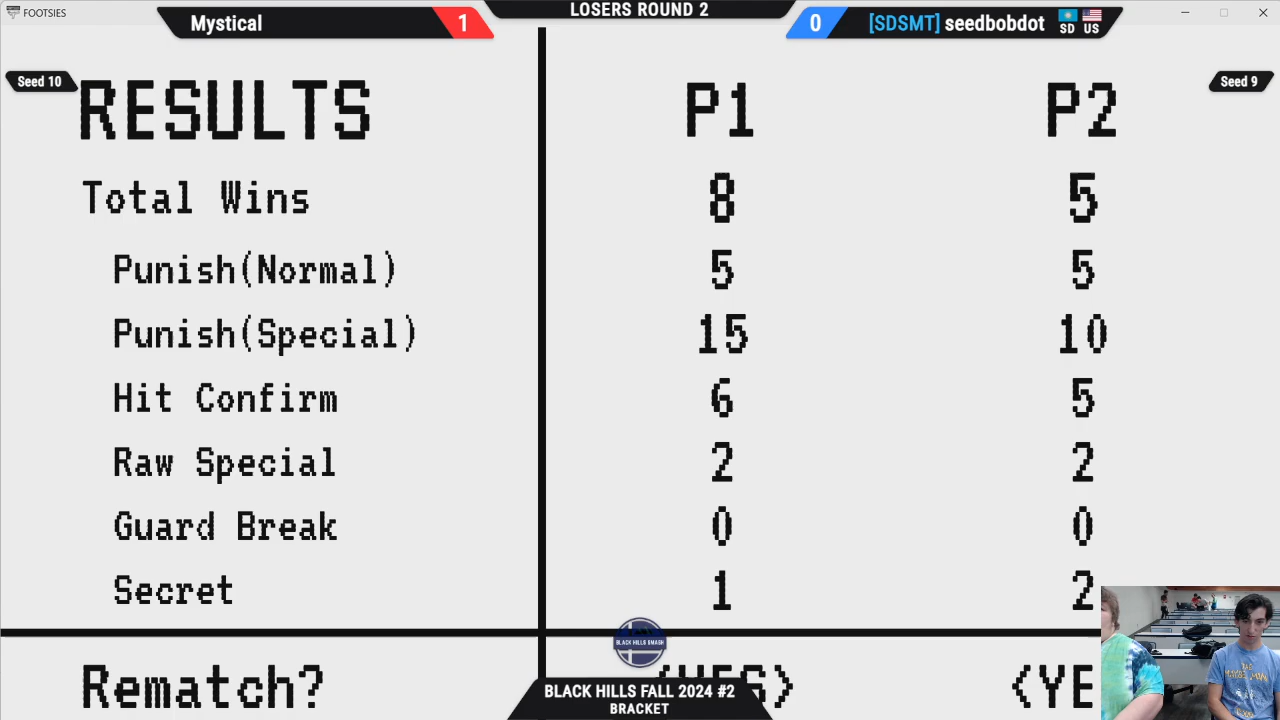 FOOTSIES
LOSERS ROUND 2
Mystical 1
0 [SDSMT] seedbobdot
SD US
Seed 10
Seed 9
RESULTS P1 P2
Total Wins 8 5
Punish(Normal) 5 5
Punish(Special) 15 10
Hit Confirm 6 5
Raw Special 2 2
Guard Break 0 0
Secret 1 2
BLACK HILLS SMASH
Rematch? <YES> <YE
BLACK HILLS FALL 2024 #2
BRACKET